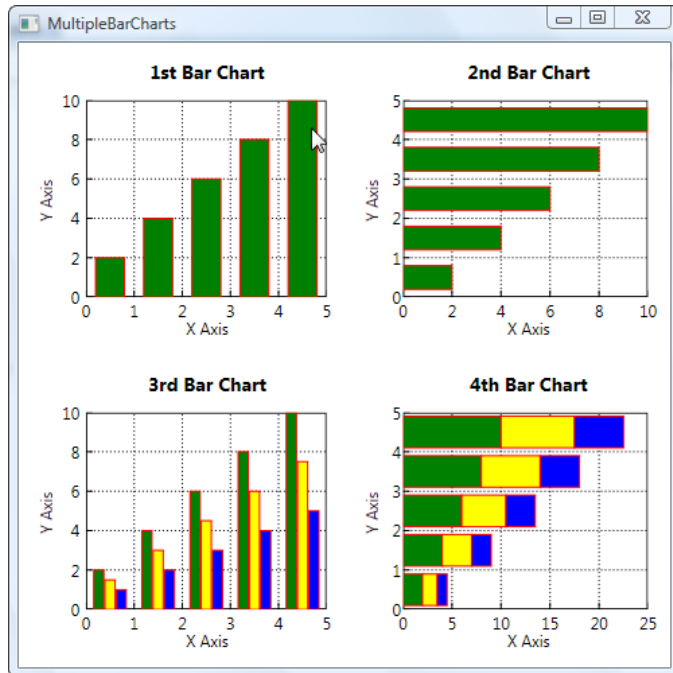 MultipleBarCharts
1st Bar Chart
10
8
6
4
2
0
Y Axis
0 1 2 3 4 5
X Axis
2nd Bar Chart
5
4
3
2
1
0
Y Axis
0 2 4 6 8 10
X Axis
3rd Bar Chart
10
8
6
4
2
0
Y Axis
0 1 2 3 4 5
X Axis
4th Bar Chart
5
4
3
2
1
0
Y Axis
0 5 10 15 20 25
X Axis